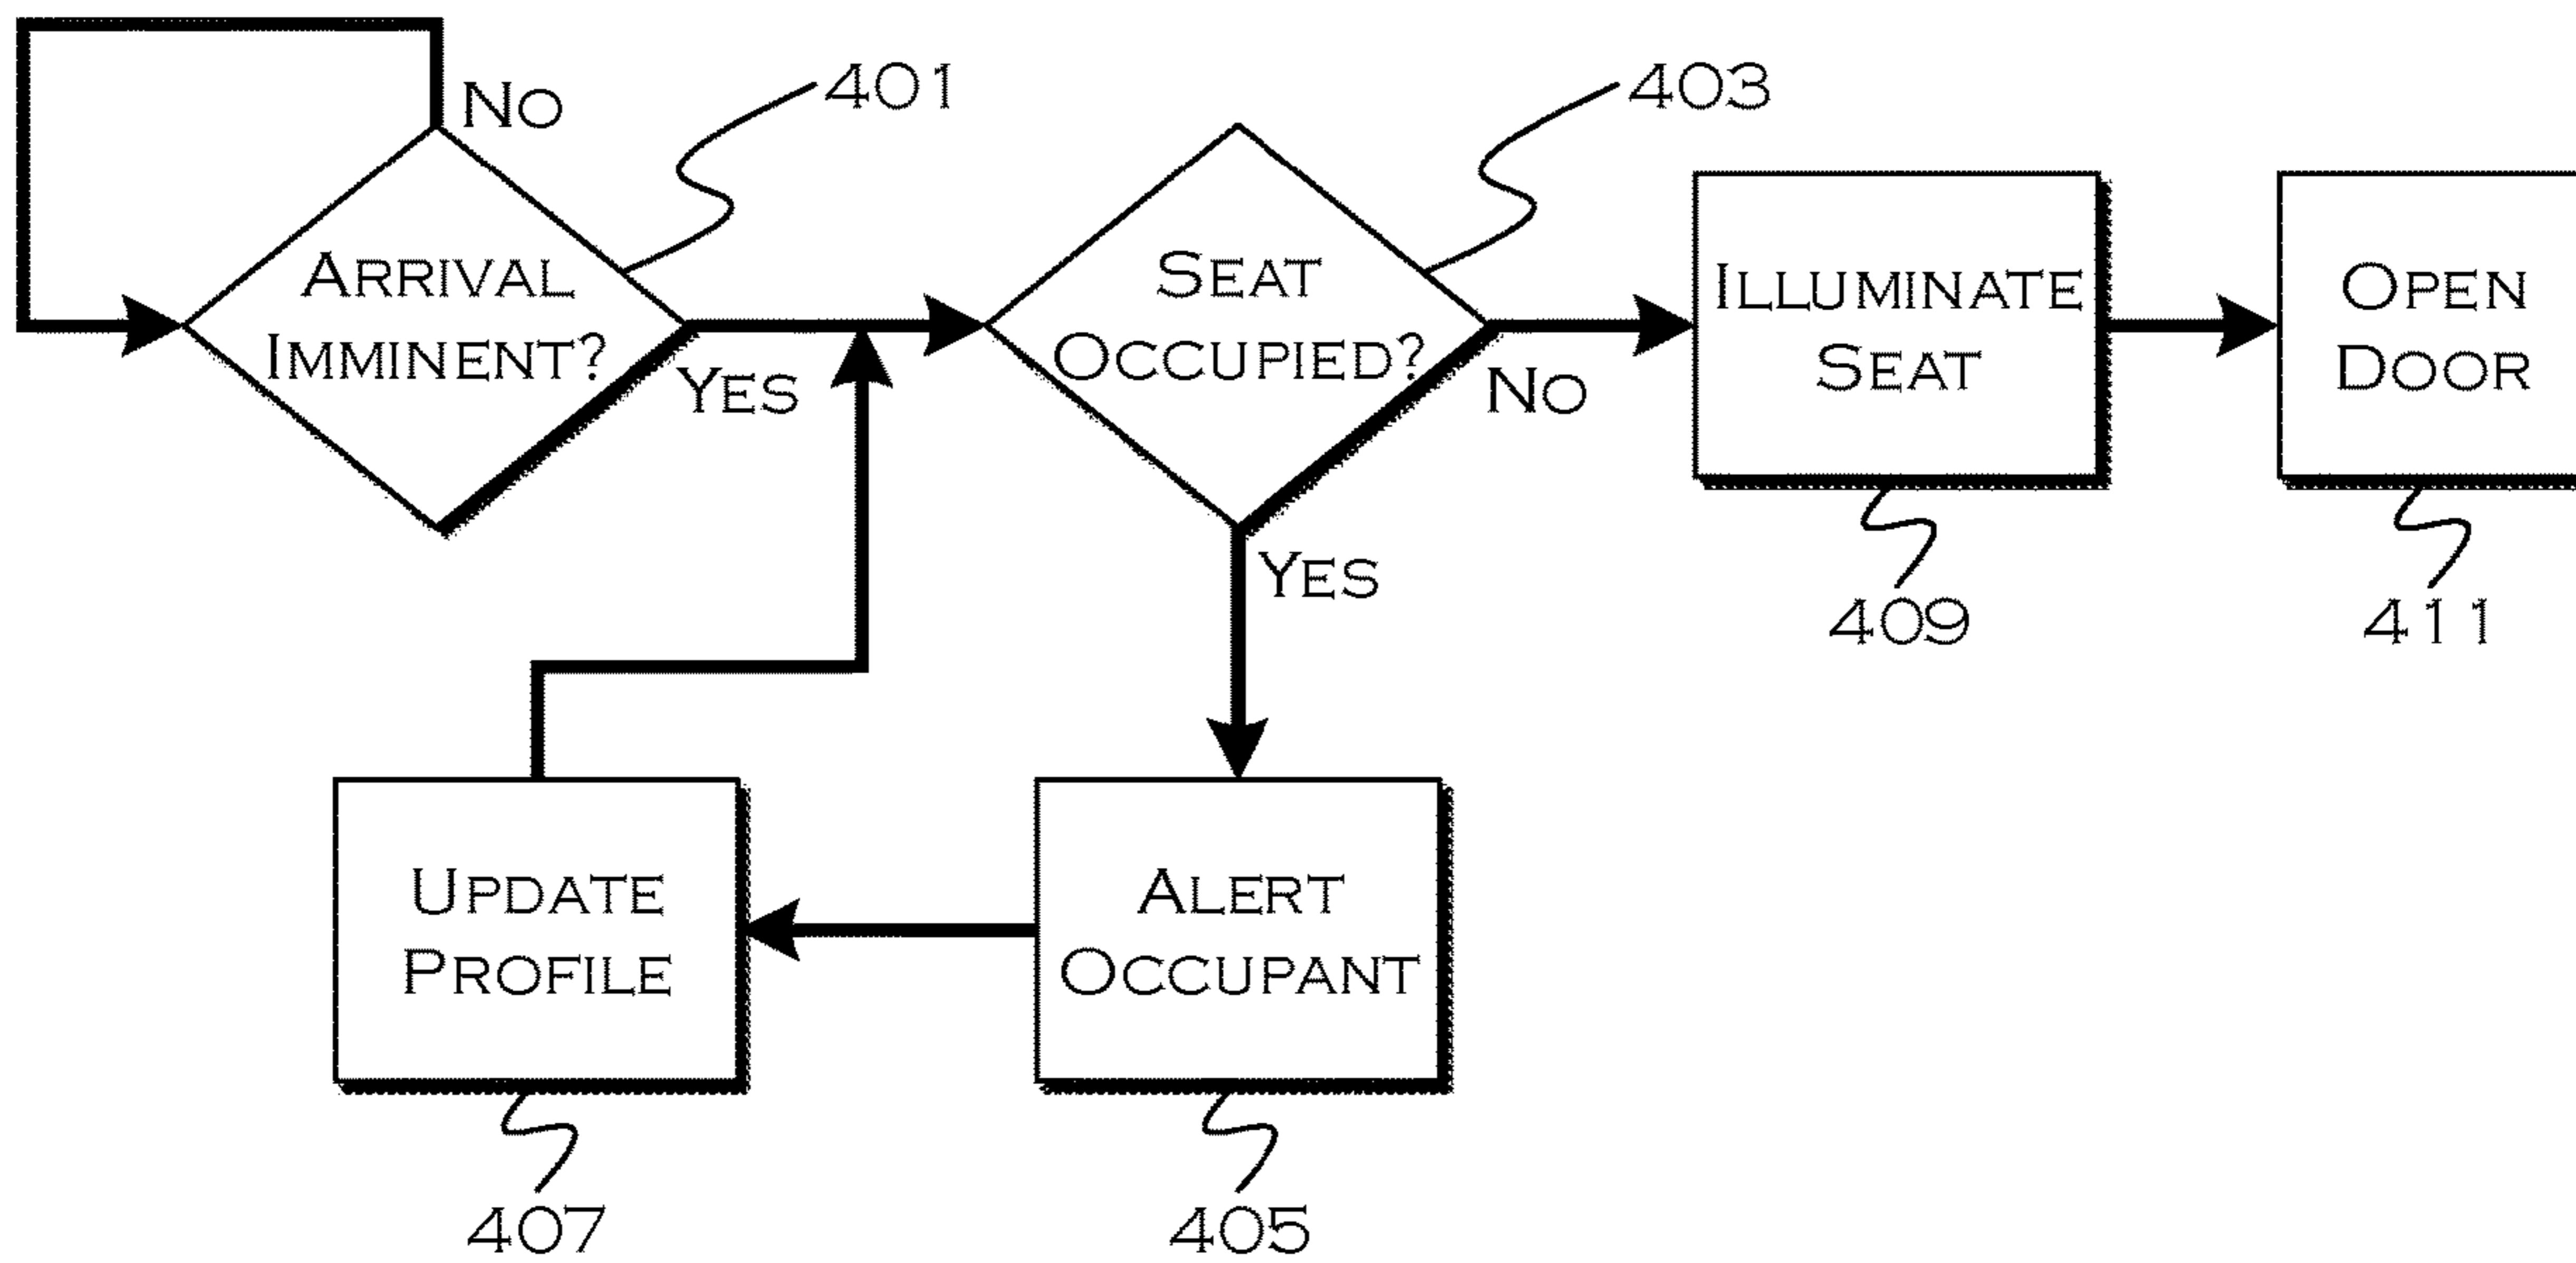 No
401
403
Arrival
Imminent?
Yes
Seat
Occupied?
No
Illuminate
Seat
Open
Door
Yes
409
411
Update
Profile
Alert
Occupant
407
405